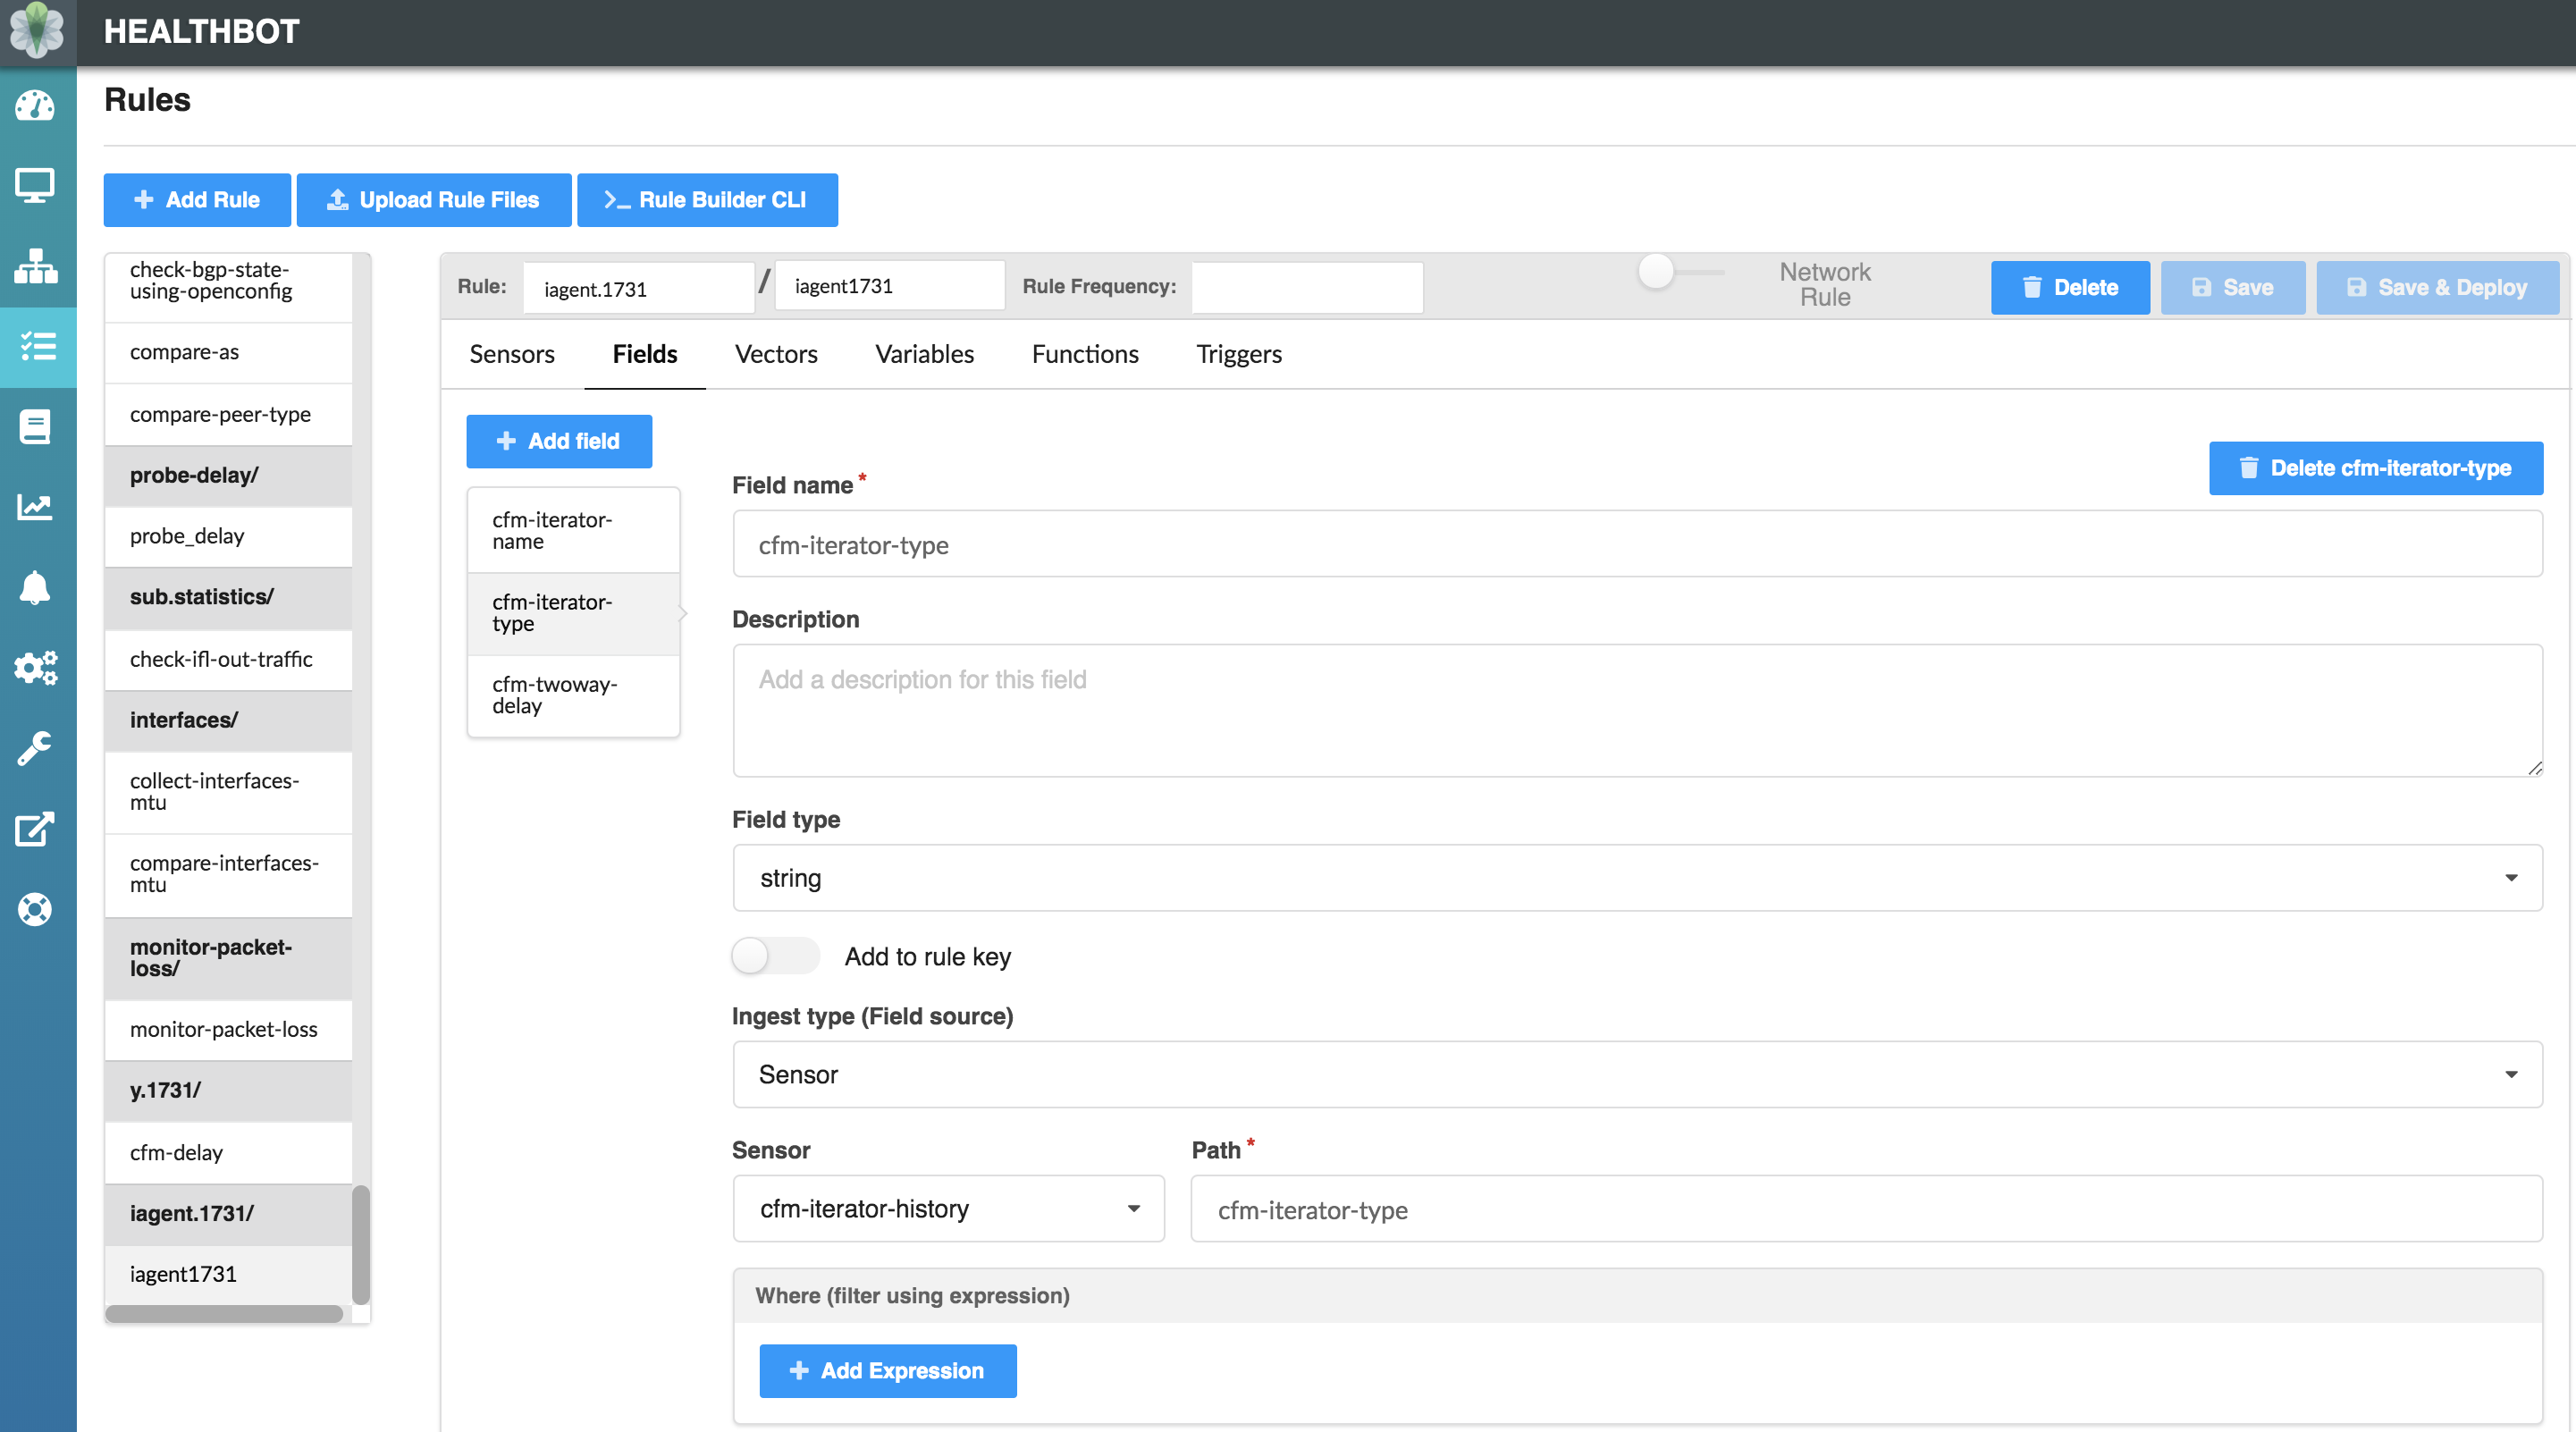 HEALTHBOT
Rules
Add Rule
Upload Rule Files
Rule Builder CLI
check-bgp-state-
using-openconfig
compare-as
compare-peer-type
probe-delay/
probe_delay
sub.statistics/
check-ifl-out-traffic
interfaces/
collect-interfaces-
mtu
compare-interfaces-
mtu
monitor-packet-
loss/
monitor-packet-loss
y.1731/
cfm-delay
iagent.1731/
iagent1731
Rule: iagent.1731 / iagent1731 Rule Frequency:
Network
Rule
Delete
Save
Save & Deploy
Sensors Fields Vectors Variables Functions Triggers
Add field
cfm-iterator-
name
cfm-iterator-
type
cfm-twoway-
delay
Delete cfm-iterator-type
Field name *
cfm-iterator-type
Description
Add a description for this field
Field type
string
Add to rule key
Ingest type (Field source)
Sensor
Sensor Path *
cfm-iterator-history cfm-iterator-type
Where (filter using expression)
Add Expression